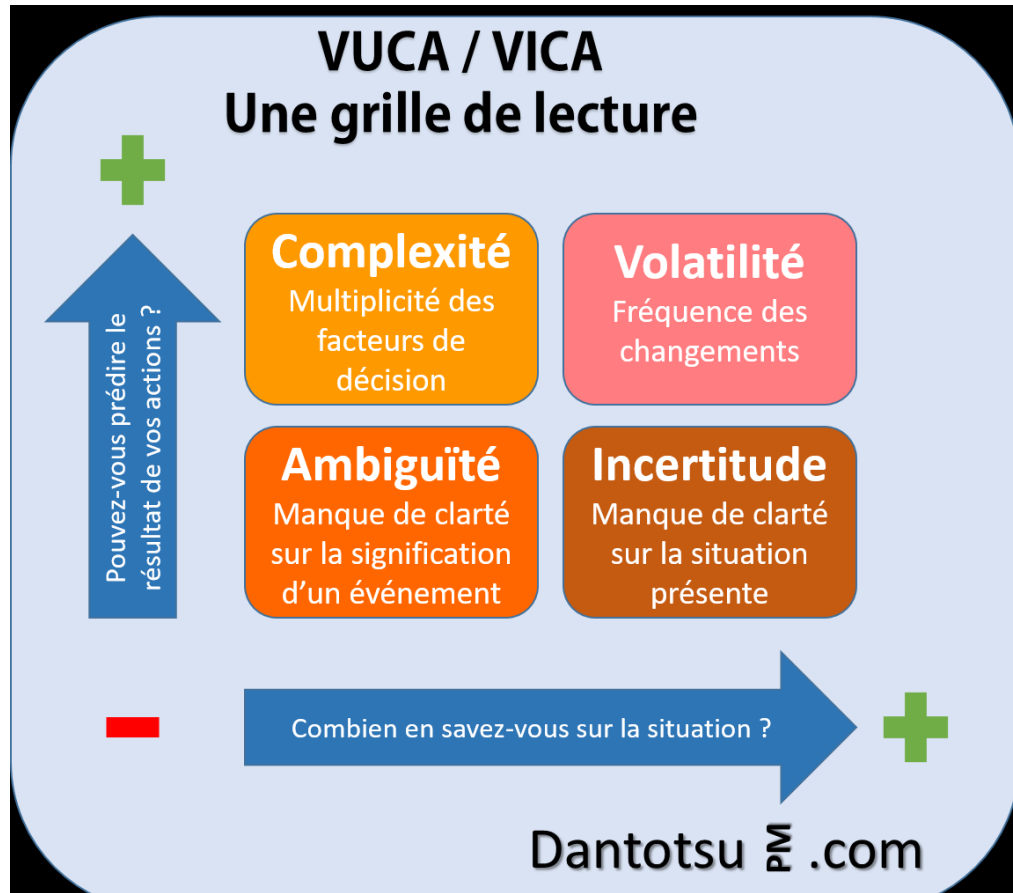 VUCA / VICA
Une grille de lecture
Pouvez-vous prédire le
résultat de vos actions ?
Complexité
Multiplicité des
facteurs de
décision
Volatilité
Fréquence des
changements
Ambiguïté
Manque de clarté
sur la signification
d’un événement
Incertitude
Manque de clarté
sur la situation
présente
Combien en savez-vous sur la situation ?
Dantotsu PM .com